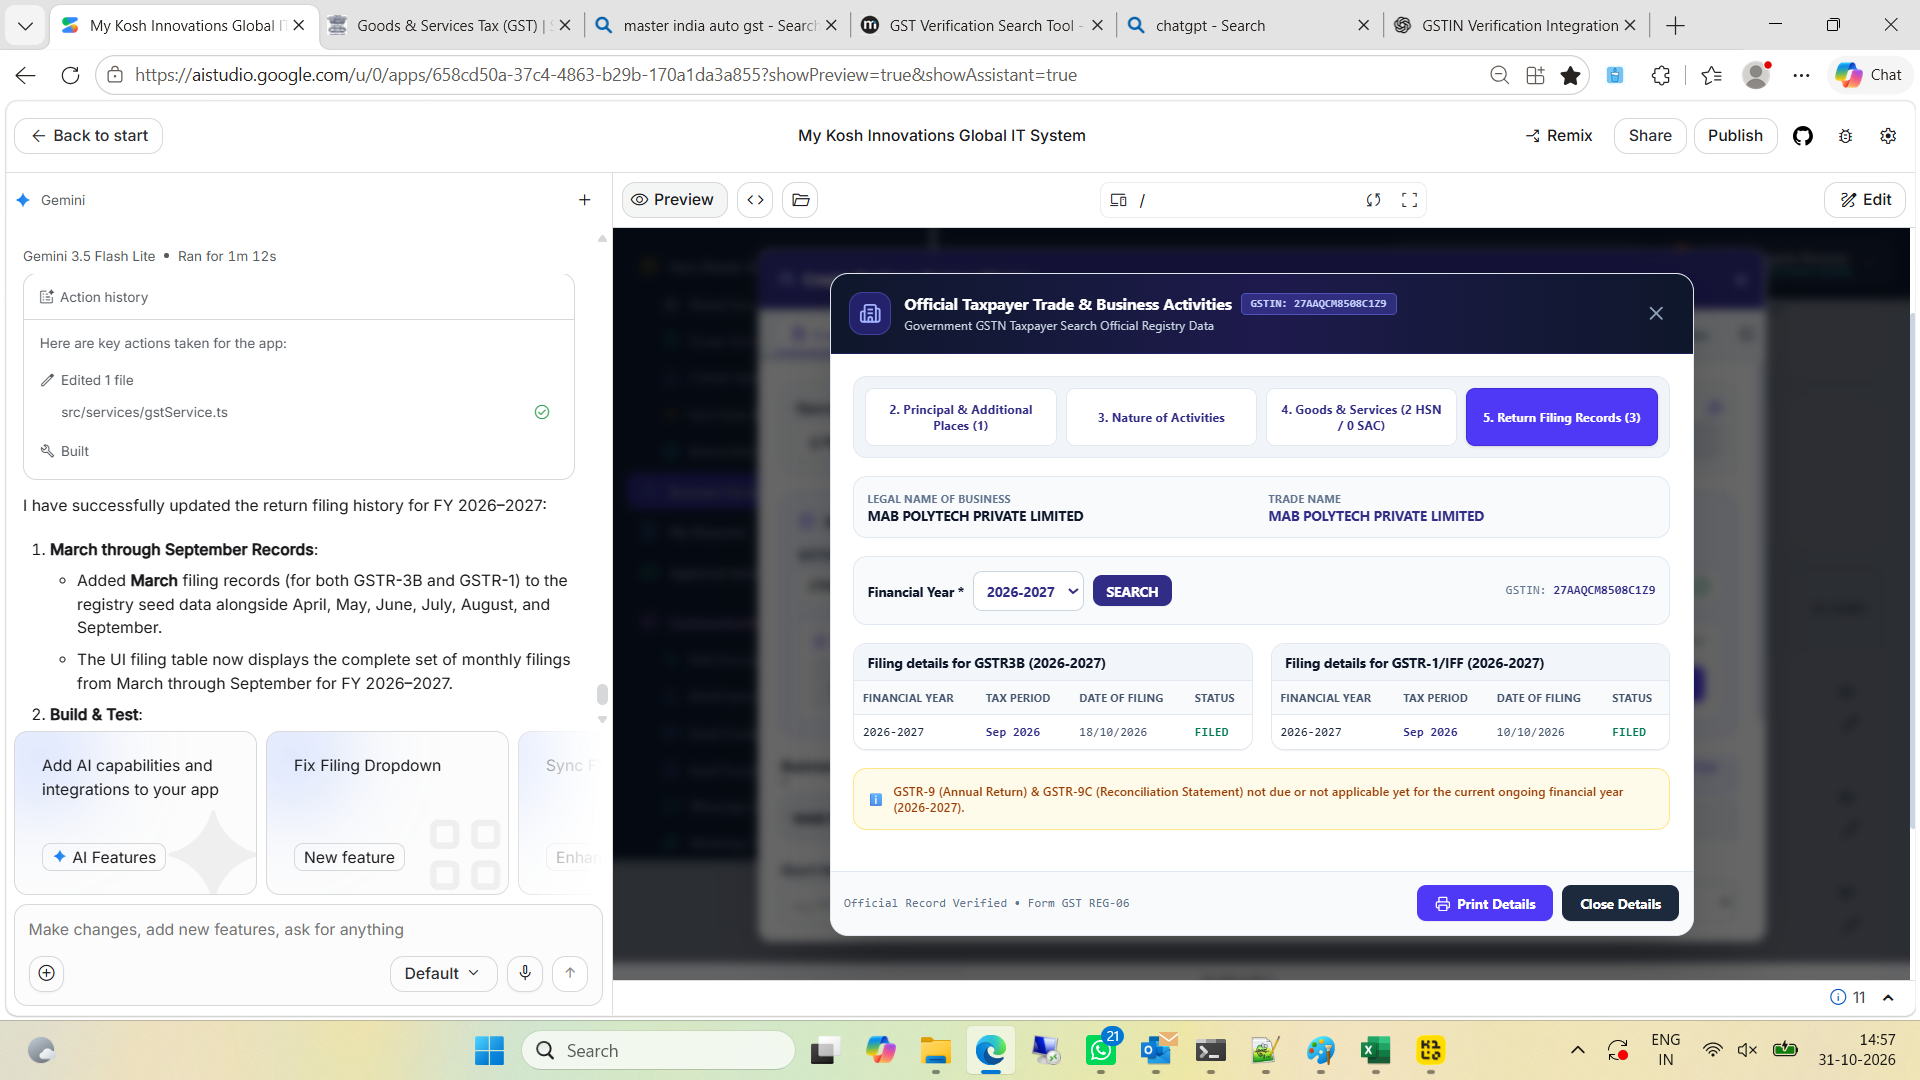 My Kosh Innovations Global IT
Goods & Services Tax (GST) | S
master india auto gst - Search
GST Verification Search Tool -
chatgpt - Search
GSTIN Verification Integration
https://aistudio.google.com/u/0/apps/658cd50a-37c4-4863-b29b-170a1da3a855?showPreview=true&showAssistant=true
Chat
Back to start
My Kosh Innovations Global IT System
Remix
Share
Publish
Gemini
Preview
/
Edit
Gemini 3.5 Flash Lite • Ran for 1m 12s
Action history
Here are key actions taken for the app:
Edited 1 file
src/services/gstService.ts
Built
I have successfully updated the return filing history for FY 2026–2027:
1. March through September Records:
Added March filing records (for both GSTR-3B and GSTR-1) to the
registry seed data alongside April, May, June, July, August, and
September.
The UI filing table now displays the complete set of monthly filings
from March through September for FY 2026–2027.
2. Build & Test:
Add AI capabilities and
integrations to your app
AI Features
Fix Filing Dropdown
New feature
Sync F
Enhan
Make changes, add new features, ask for anything
Default
Official Taxpayer Trade & Business Activities
GSTIN: 27AAQCM8508C1Z9
Government GSTN Taxpayer Search Official Registry Data
2. Principal & Additional
Places (1)
3. Nature of Activities
4. Goods & Services (2 HSN
/ 0 SAC)
5. Return Filing Records (3)
LEGAL NAME OF BUSINESS
MAB POLYTECH PRIVATE LIMITED
TRADE NAME
MAB POLYTECH PRIVATE LIMITED
Financial Year *
2026-2027
SEARCH
GSTIN: 27AAQCM8508C1Z9
Filing details for GSTR3B (2026-2027)
FINANCIAL YEAR TAX PERIOD DATE OF FILING STATUS
2026-2027 Sep 2026 18/10/2026 FILED
Filing details for GSTR-1/IFF (2026-2027)
FINANCIAL YEAR TAX PERIOD DATE OF FILING STATUS
2026-2027 Sep 2026 10/10/2026 FILED
GSTR-9 (Annual Return) & GSTR-9C (Reconciliation Statement) not due or not applicable yet for the current ongoing financial year
(2026-2027).
Official Record Verified • Form GST REG-06
Print Details
Close Details
11
Search
21
ENG
IN
14:57
31-10-2026